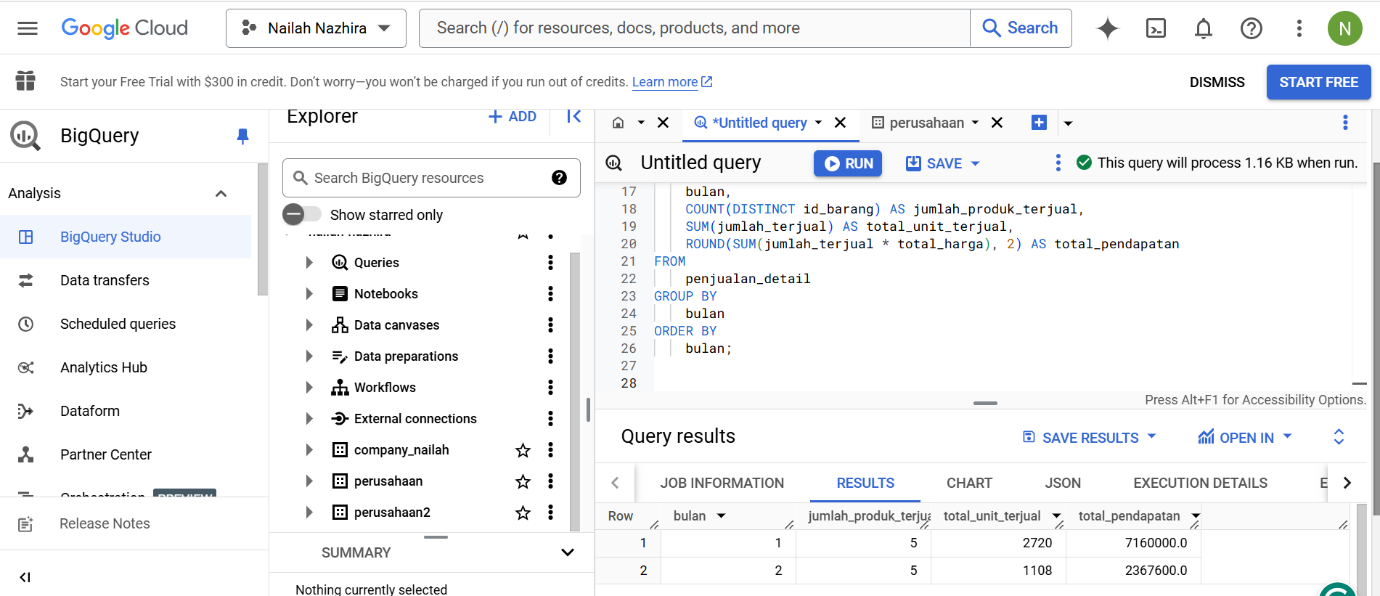 Google Cloud
Nailah Nazhira
Search (/) for resources, docs, products, and more
Search
N
Start your Free Trial with $300 in credit. Don't worry—you won't be charged if you run out of credits. Learn more
DISMISS
START FREE
BigQuery
Analysis
BigQuery Studio
Data transfers
Scheduled queries
Analytics Hub
Dataform
Partner Center
Orchestration PREVIEW
Release Notes
Explorer
+ ADD
Search BigQuery resources
Show starred only
nailah-nazhira
Queries
Notebooks
Data canvases
Data preparations
Workflows
External connections
company_nailah
perusahaan
perusahaan2
SUMMARY
Nothing currently selected
*Untitled query
perusahaan
Untitled query
RUN
SAVE
This query will process 1.16 KB when run.
17 bulan,
18 COUNT(DISTINCT id_barang) AS jumlah_produk_terjual,
19 SUM(jumlah_terjual) AS total_unit_terjual,
20 ROUND(SUM(jumlah_terjual * total_harga), 2) AS total_pendapatan
21 FROM
22 penjualan_detail
23 GROUP BY
24 bulan
25 ORDER BY
26 bulan;
27
28
Press Alt+F1 for Accessibility Options.
Query results
SAVE RESULTS
OPEN IN
JOB INFORMATION
RESULTS
CHART
JSON
EXECUTION DETAILS
E
Row bulan jumlah_produk_terjua total_unit_terjual total_pendapatan
1 1 5 2720 7160000.0
2 2 5 1108 2367600.0